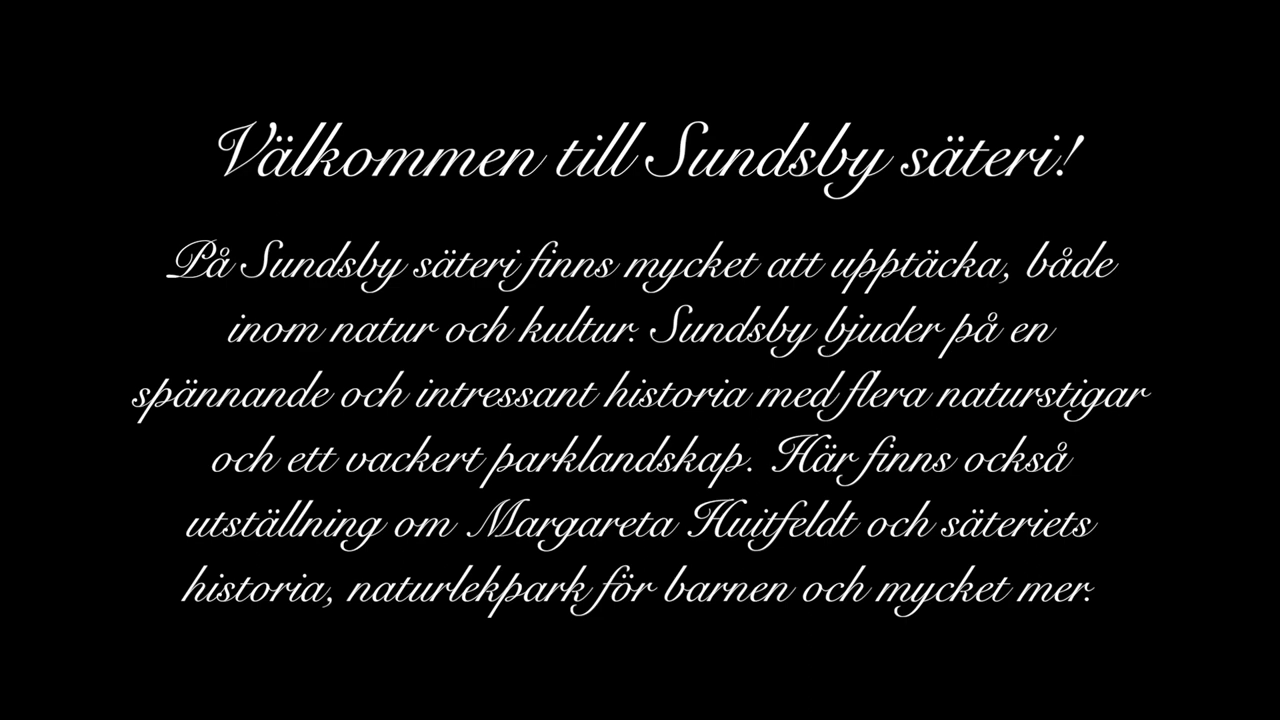 Välkommen till Sundsby säteri!
På Sundsby säteri finns mycket att upptäcka, både
inom natur och kultur. Sundsby bjuder på en
spännande och intressant historia med flera naturstigar
och ett vackert parklandskap. Här finns också
utställning om Margareta Huitfeldt och säteriets
historia, naturlekpark för barnen och mycket mer.